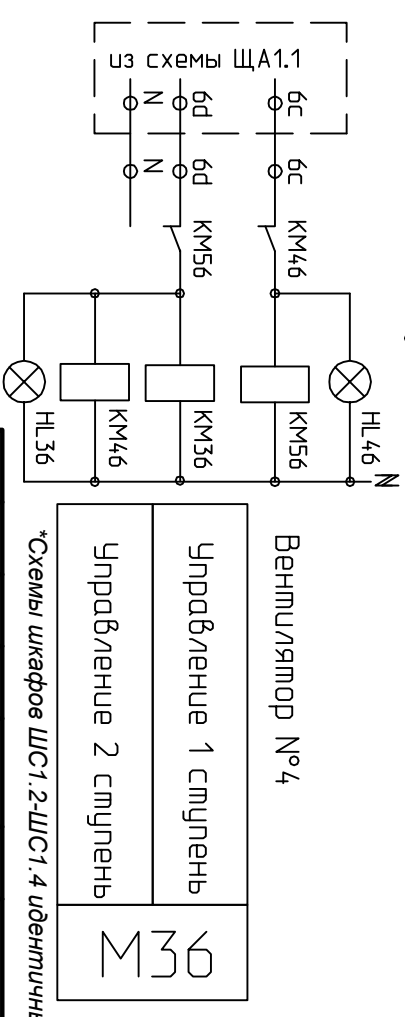 из схемы ЩА1.1
6c
6c
KM46
KM56
HL46
N
6d
6d
KM56
KM36
N
N
KM46
HL36
Вентилятор №4
Управление 1 ступень
Управление 2 ступень
M36
*Схемы шкафов ШС1.2-ШС1.4 идентичны